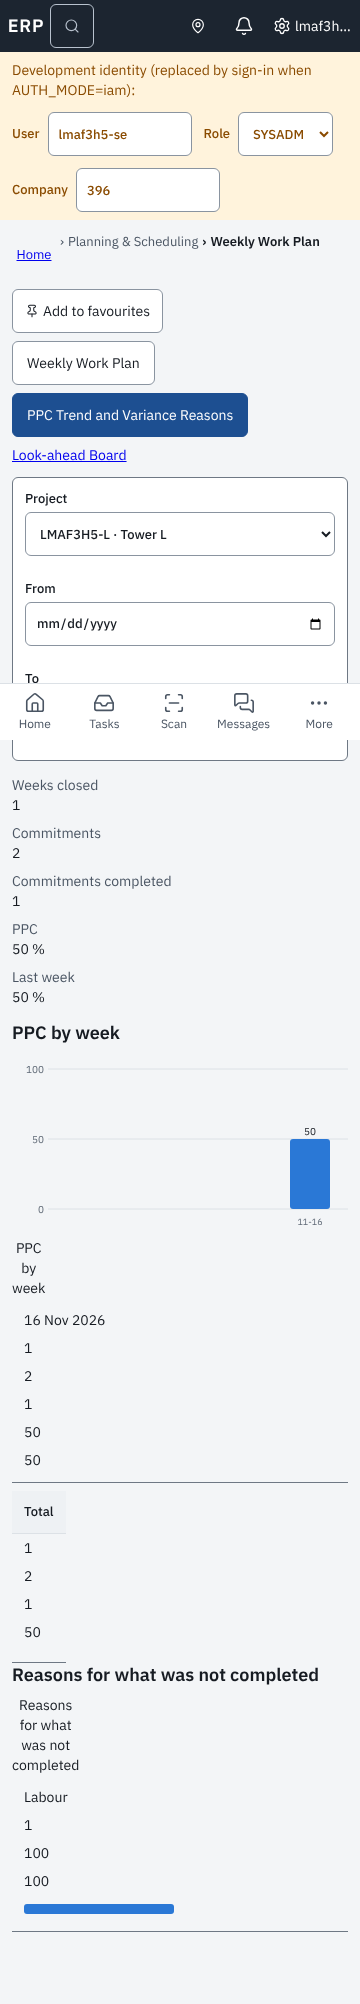 ERP
lmaf3h...
Development identity (replaced by sign-in when
AUTH_MODE=iam):
User lmaf3h5-se Role SYSADM
Company 396
Home › Planning & Scheduling › Weekly Work Plan
Add to favourites
Weekly Work Plan
PPC Trend and Variance Reasons
Look-ahead Board
Project
LMAF3H5-L · Tower L
From
mm/dd/yyyy
To
Home Tasks Scan Messages More
Weeks closed
1
Commitments
2
Commitments completed
1
PPC
50 %
Last week
50 %
PPC by week
100
50
50
0
11-16
PPC
by
week
16 Nov 2026
1
2
1
50
50
Total
1
2
1
50
Reasons for what was not completed
Reasons
for what
was not
completed
Labour
1
100
100